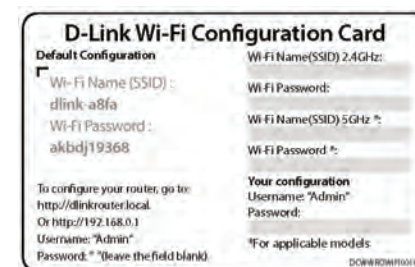 D-Link Wi-Fi Configuration Card
Default Configuration
Wi- Fi Name (SSID) :
dlink-a8fa
Wi-Fi Password :
akbdj19368
To configure your router, go to:
http://dlinkrouter.local.
Or http://192.168.0.1
Username: "Admin"
Password: " "(leave the field blank)
Wi-Fi Name(SSID) 2.4GHz:
Wi-Fi Password:
Wi-Fi Name(SSID) 5GHz *:
Wi-Fi Password *:
Your configuration
Username: "Admin"
Password:
*For applicable models